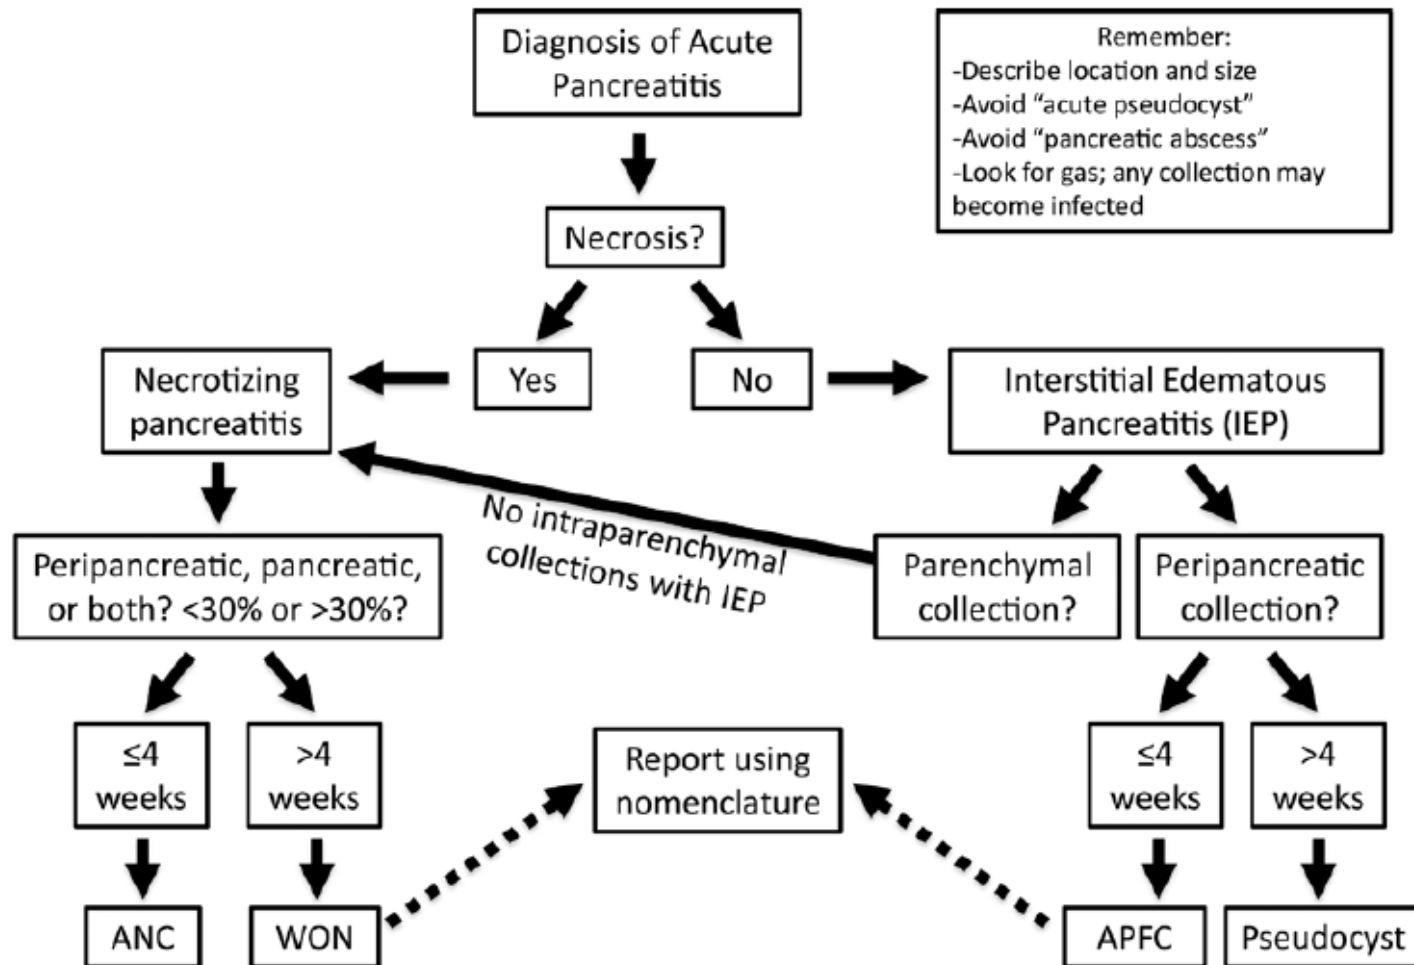 Diagnosis of Acute
Pancreatitis
Remember:
-Describe location and size
-Avoid “acute pseudocyst”
-Avoid “pancreatic abscess”
-Look for gas; any collection may
become infected
Necrosis?
Yes
No
Necrotizing
pancreatitis
Interstitial Edematous
Pancreatitis (IEP)
No intraparenchymal
collections with IEP
Peripancreatic, pancreatic,
or both? <30% or >30%?
Parenchymal
collection?
Peripancreatic
collection?
≤4
weeks
>4
weeks
Report using
nomenclature
≤4
weeks
>4
weeks
ANC
WON
APFC
Pseudocyst